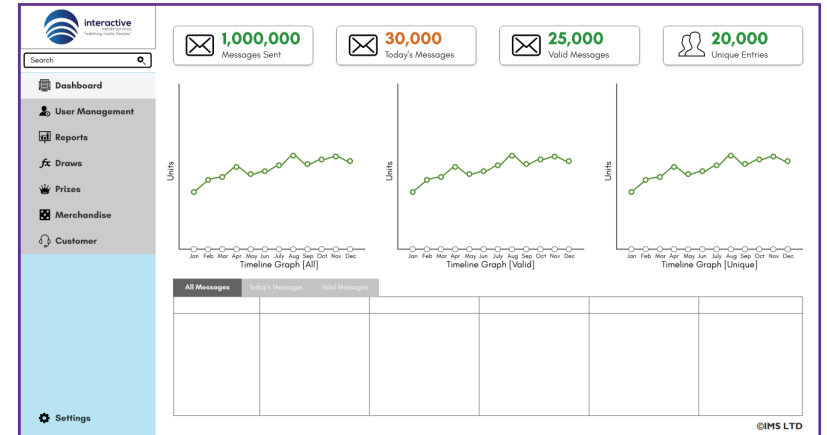 interactive
media services
"redefining mobile lifestyles"
Search
Dashboard
User Management
Reports
fx Draws
Prizes
Merchandise
Customer
Settings
1,000,000
Messages Sent
30,000
Today's Messages
25,000
Valid Messages
20,000
Unique Entries
Units
Jan Feb Mar Apr May Jun July Aug Sep Oct Nov Dec
Timeline Graph [All]
Units
Jan Feb Mar Apr May Jun July Aug Sep Oct Nov Dec
Timeline Graph [Valid]
Units
Jan Feb Mar Apr May Jun July Aug Sep Oct Nov Dec
Timeline Graph [Unique]
All Messages Today's Messages Valid Messages
©IMS LTD